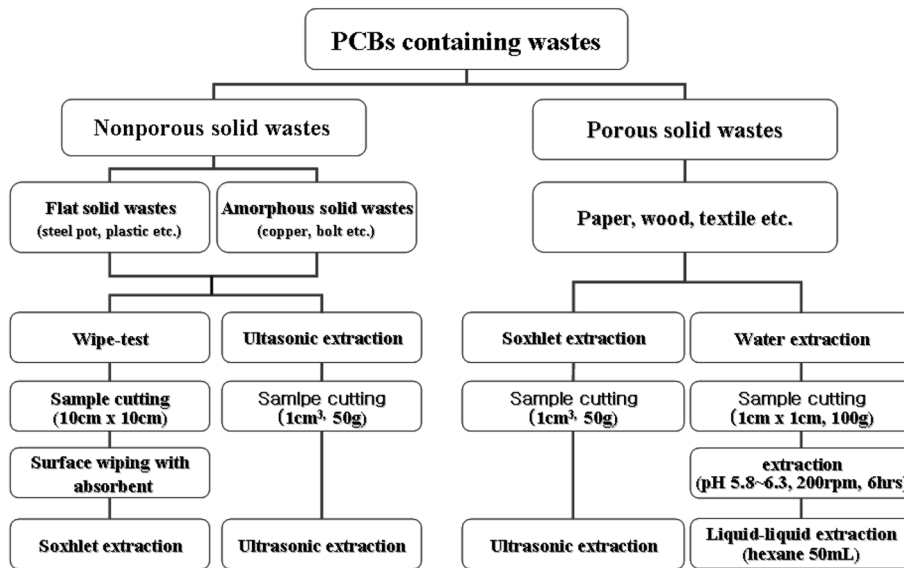 PCBs containing wastes
Nonporous solid wastes
Porous solid wastes
Flat solid wastes
(steel pot, plastic etc.)
Amorphous solid wastes
(copper, bolt etc.)
Paper, wood, textile etc.
Wipe-test
Ultasonic extraction
Soxhlet extraction
Water extraction
Sample cutting
(10cm x 10cm)
Samlpe cutting
(1cm³, 50g)
Sample cutting
(1cm³, 50g)
Sample cutting
(1cm x 1cm, 100g)
Surface wiping with
absorbent
extraction
(pH 5.8~6.3, 200rpm, 6hrs)
Soxhlet extraction
Ultrasonic extraction
Ultrasonic extraction
Liquid-liquid extraction
(hexane 50mL)